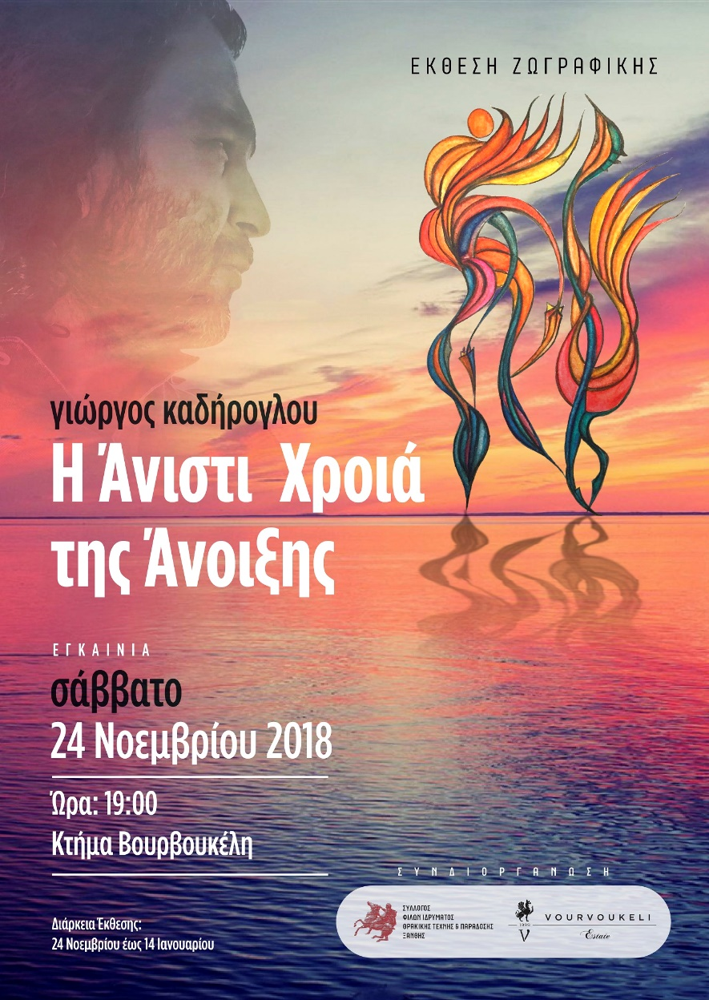 ΕΚΘΕΣΗ ΖΩΓΡΑΦΙΚΗΣ
γιώργος καδήρογλου
Η Άνιστι Χροιά
της Άνοιξης
ΕΓΚΑΙΝΙΑ
σάββατο
24 Νοεμβρίου 2018
Ώρα: 19:00
Κτήμα Βουρβουκέλη
Διάρκεια Έκθεσης:
24 Νοεμβρίου έως 14 Ιανουαρίου
ΣΥΝΔΙΟΡΓΑΝΩΣΗ
ΣΥΛΛΟΓΟΣ
ΦΙΛΩΝ ΙΔΡΥΜΑΤΟΣ
ΘΡΑΚΙΚΗΣ ΤΕΧΝΗΣ & ΠΑΡΑΔΟΣΗΣ
ΞΑΝΘΗΣ
1999
V
VOURVOUKELI
Estate